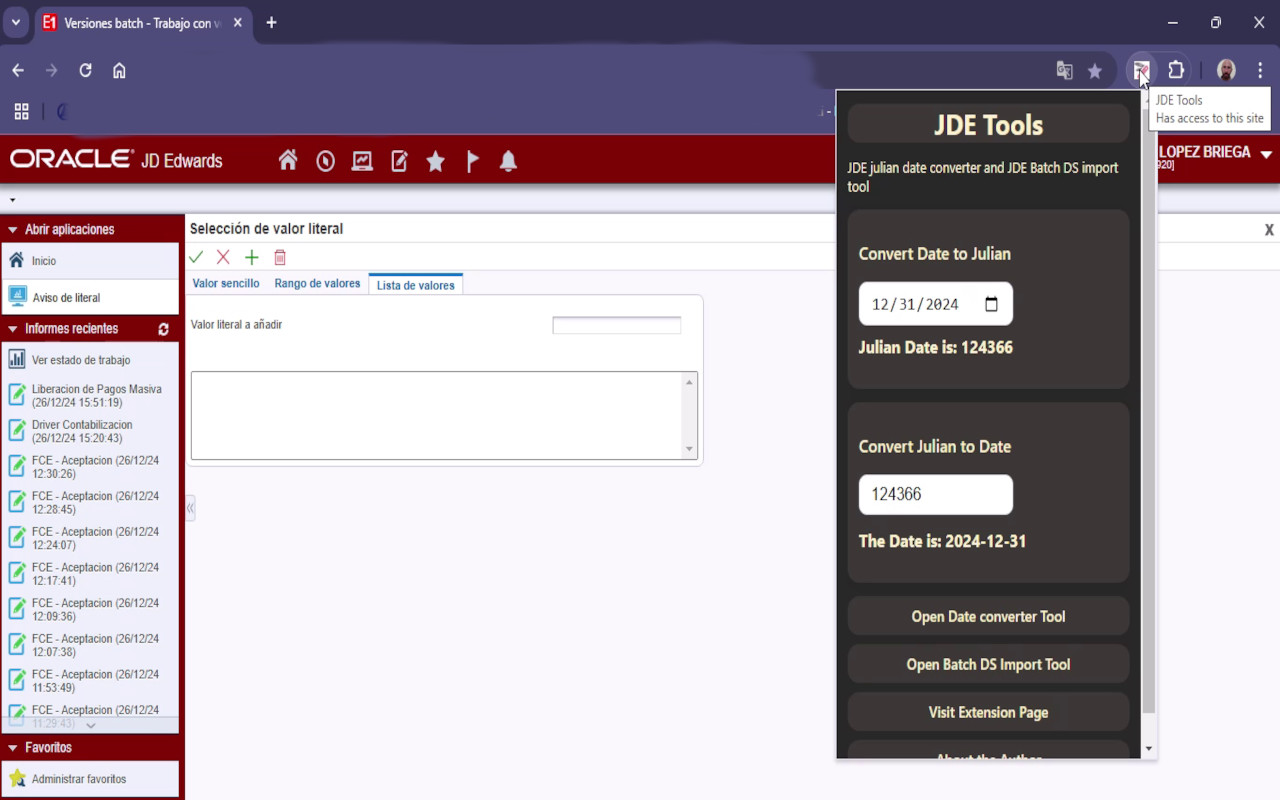 E1 Versiones batch - Trabajo con v
JDE Tools
Has access to this site
ORACLE® JD Edwards
LOPEZ BRIEGA
920]
Abrir aplicaciones
Inicio
Aviso de literal
Informes recientes
Ver estado de trabajo
Liberacion de Pagos Masiva
(26/12/24 15:51:19)
Driver Contabilizacion
(26/12/24 15:20:43)
FCE - Aceptacion (26/12/24
12:30:26)
FCE - Aceptacion (26/12/24
12:28:45)
FCE - Aceptacion (26/12/24
12:24:07)
FCE - Aceptacion (26/12/24
12:17:41)
FCE - Aceptacion (26/12/24
12:09:36)
FCE - Aceptacion (26/12/24
12:07:38)
FCE - Aceptacion (26/12/24
11:53:49)
FCE - Aceptacion (26/12/24
11:29:43)
Favoritos
Administrar favoritos
Selección de valor literal
X
Valor sencillo Rango de valores Lista de valores
Valor literal a añadir
JDE Tools
JDE julian date converter and JDE Batch DS import
tool
Convert Date to Julian
12/31/2024
Julian Date is: 124366
Convert Julian to Date
124366
The Date is: 2024-12-31
Open Date converter Tool
Open Batch DS Import Tool
Visit Extension Page
About the Author